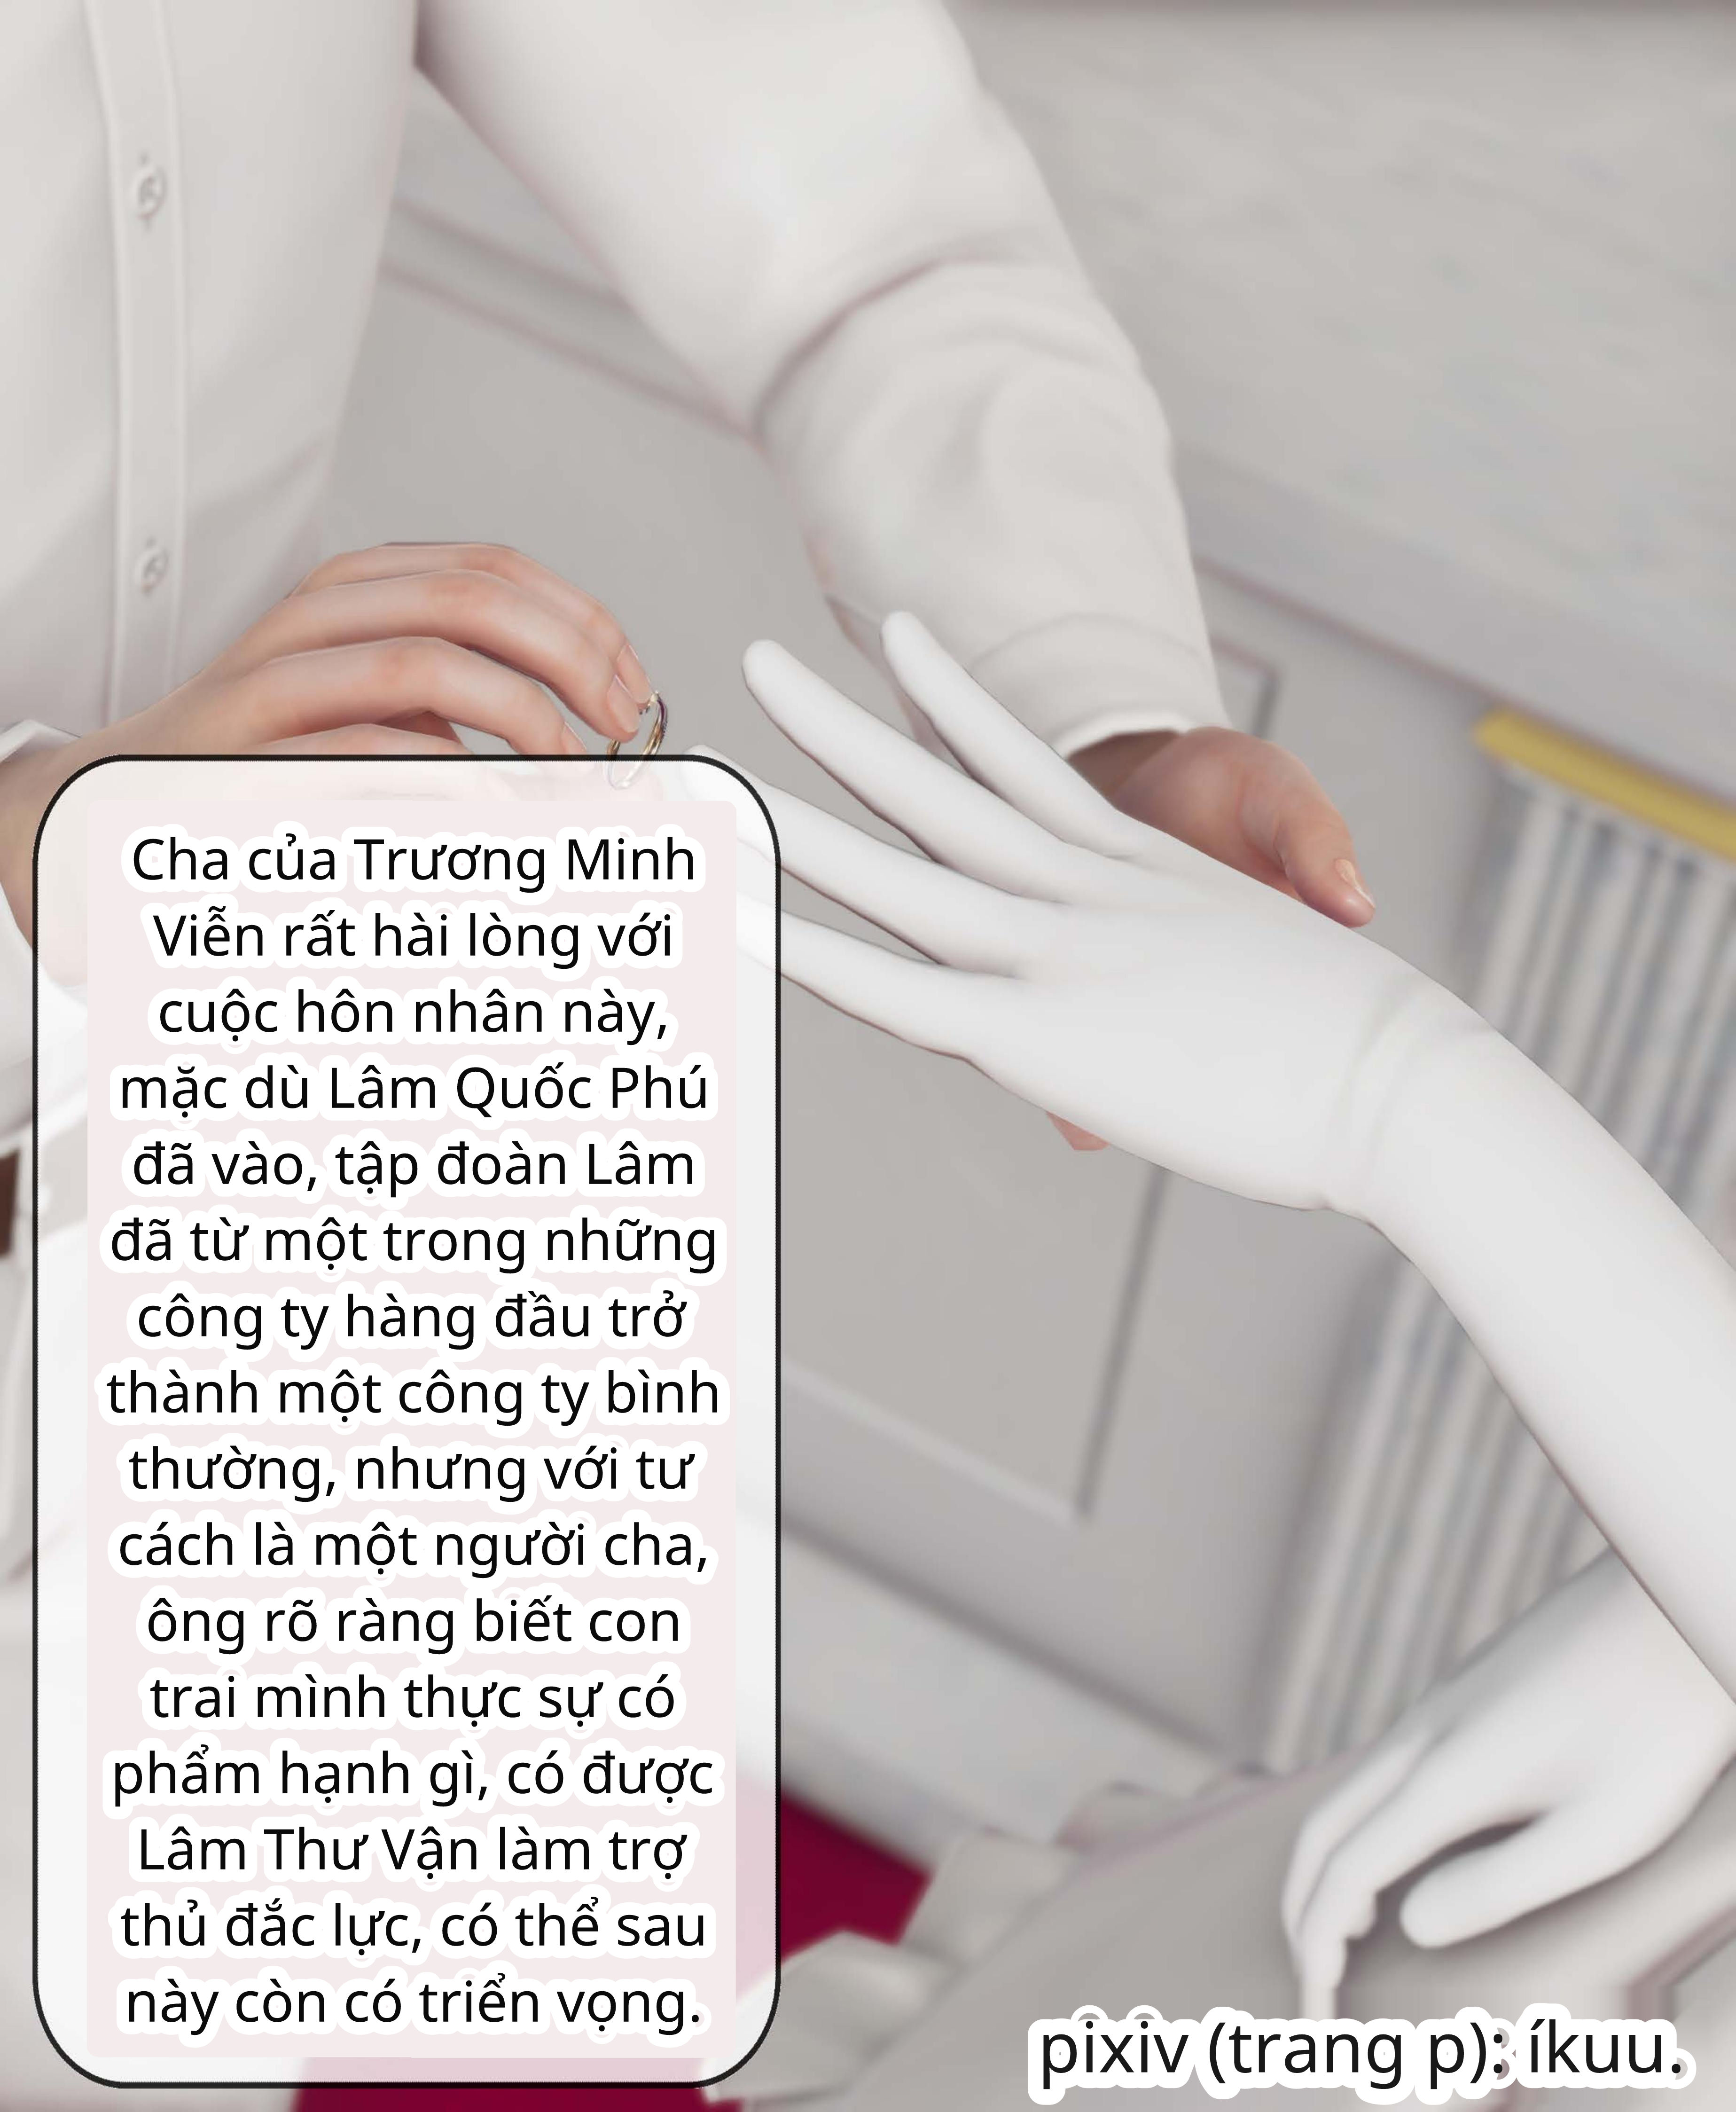 Cha của Trương Minh
Viễn rất hài lòng với
cuộc hôn nhân này,
mặc dù Lâm Quốc Phú
đã vào, tập đoàn Lâm
đã từ một trong những
công ty hàng đầu trở
thành một công ty bình
thường, nhưng với tư
cách là một người cha,
ông rõ ràng biết con
trai mình thực sự có
phẩm hạnh gì, có được
Lâm Thư Vận làm trợ
thủ đắc lực, có thể sau
này còn có triển vọng.
pixiv (trang p): íkuu.